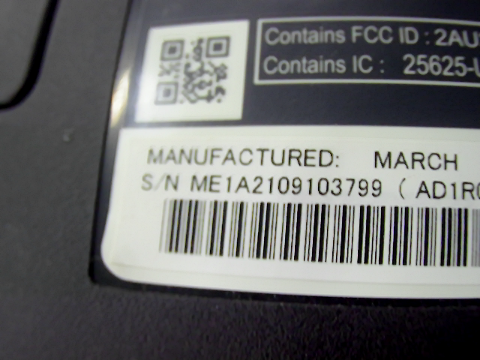 Contains FCC ID : 2AU
Contains IC : 25625-U
MANUFACTURED: MARCH
S/N ME1A2109103799 ( AD1R